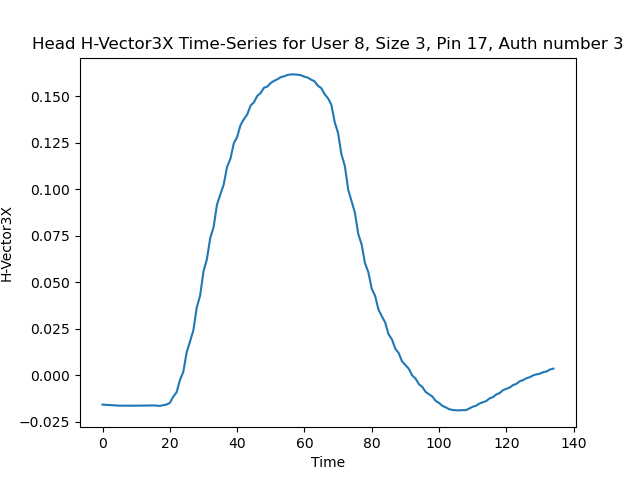 Head H-Vector3X Time-Series for User 8, Size 3, Pin 17, Auth number 3
H-Vector3X
0.150
0.125
0.100
0.075
0.050
0.025
0.000
−0.025
0 20 40 60 80 100 120 140
Time